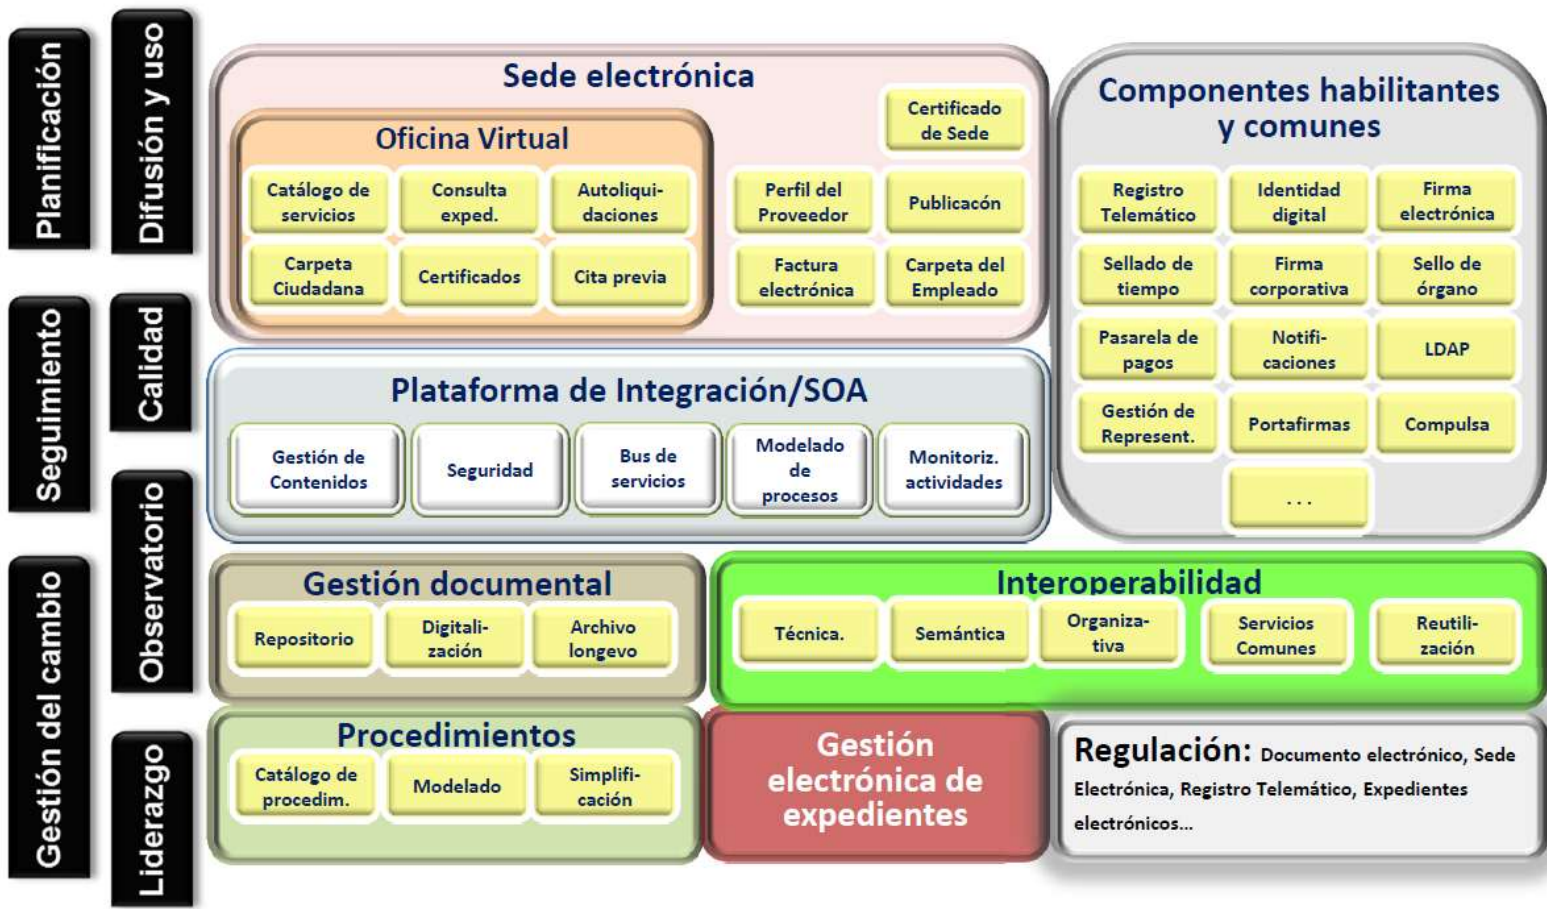 Planificación
Difusión y uso
Seguimiento
Calidad
Observatorio
Gestión del cambio
Liderazgo
Sede electrónica
Certificado
de Sede
Oficina Virtual
Catálogo de
servicios
Consulta
exped.
Autoliqui-
daciones
Carpeta
Ciudadana
Certificados
Cita previa
Perfil del
Proveedor
Publicacón
Factura
electrónica
Carpeta del
Empleado
Componentes habilitantes
y comunes
Registro
Telemático
Identidad
digital
Firma
electrónica
Sellado de
tiempo
Firma
corporativa
Sello de
órgano
Pasarela de
pagos
Notifi-
caciones
LDAP
Gestión de
Represent.
Portafirmas
Compulsa
...
Plataforma de Integración/SOA
Gestión de
Contenidos
Seguridad
Bus de
servicios
Modelado
de
procesos
Monitoriz.
actividades
Gestión documental
Repositorio
Digitali-
zación
Archivo
longevo
Interoperabilidad
Técnica.
Semántica
Organiza-
tiva
Servicios
Comunes
Reutili-
zación
Procedimientos
Catálogo de
procedim.
Modelado
Simplifi-
cación
Gestión
electrónica de
expedientes
Regulación: Documento electrónico, Sede
Electrónica, Registro Telemático, Expedientes
electrónicos...